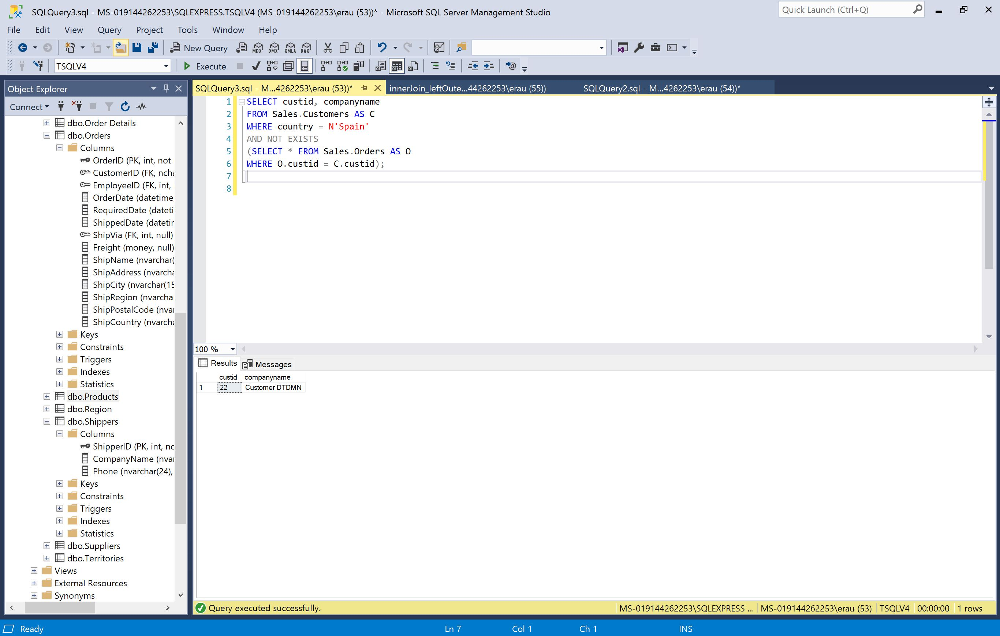 SQLQuery3.sql - MS-019144262253\SQLEXPRESS.TSQLV4 (MS-019144262253\erau (53))* - Microsoft SQL Server Management Studio
Quick Launch (Ctrl+Q)
File Edit View Query Project Tools Window Help
New Query MDX DMX XMLA DAX
TSQLV4 Execute
Object Explorer
SQLQuery3.sql - M...4262253\erau (53))* innerJoin_leftOute...44262253\erau (55)) SQLQuery2.sql - M...4262253\erau (54))*
Connect
dbo.Order Details
dbo.Orders
Columns
OrderID (PK, int, not
CustomerID (FK, ncha
EmployeeID (FK, int,
OrderDate (datetime,
RequiredDate (dateti
ShippedDate (datetin
ShipVia (FK, int, null)
Freight (money, null)
ShipName (nvarchar(
ShipAddress (nvarcha
ShipCity (nvarchar(15
ShipRegion (nvarchar
ShipPostalCode (nvar
ShipCountry (nvarcha
Keys
Constraints
Triggers
Indexes
Statistics
dbo.Products
dbo.Region
dbo.Shippers
Columns
ShipperID (PK, int, no
CompanyName (nvar
Phone (nvarchar(24),
Keys
Constraints
Triggers
Indexes
Statistics
dbo.Suppliers
dbo.Territories
Views
External Resources
Synonyms
1 SELECT custid, companyname
2 FROM Sales.Customers AS C
3 WHERE country = N'Spain'
4 AND NOT EXISTS
5 (SELECT * FROM Sales.Orders AS O
6 WHERE O.custid = C.custid);
7
8
100 %
Results Messages
custid companyname
1 22 Customer DTDMN
Query executed successfully. MS-019144262253\SQLEXPRESS ... MS-019144262253\erau (53) TSQLV4 00:00:00 1 rows
Ready Ln 7 Col 1 Ch 1 INS